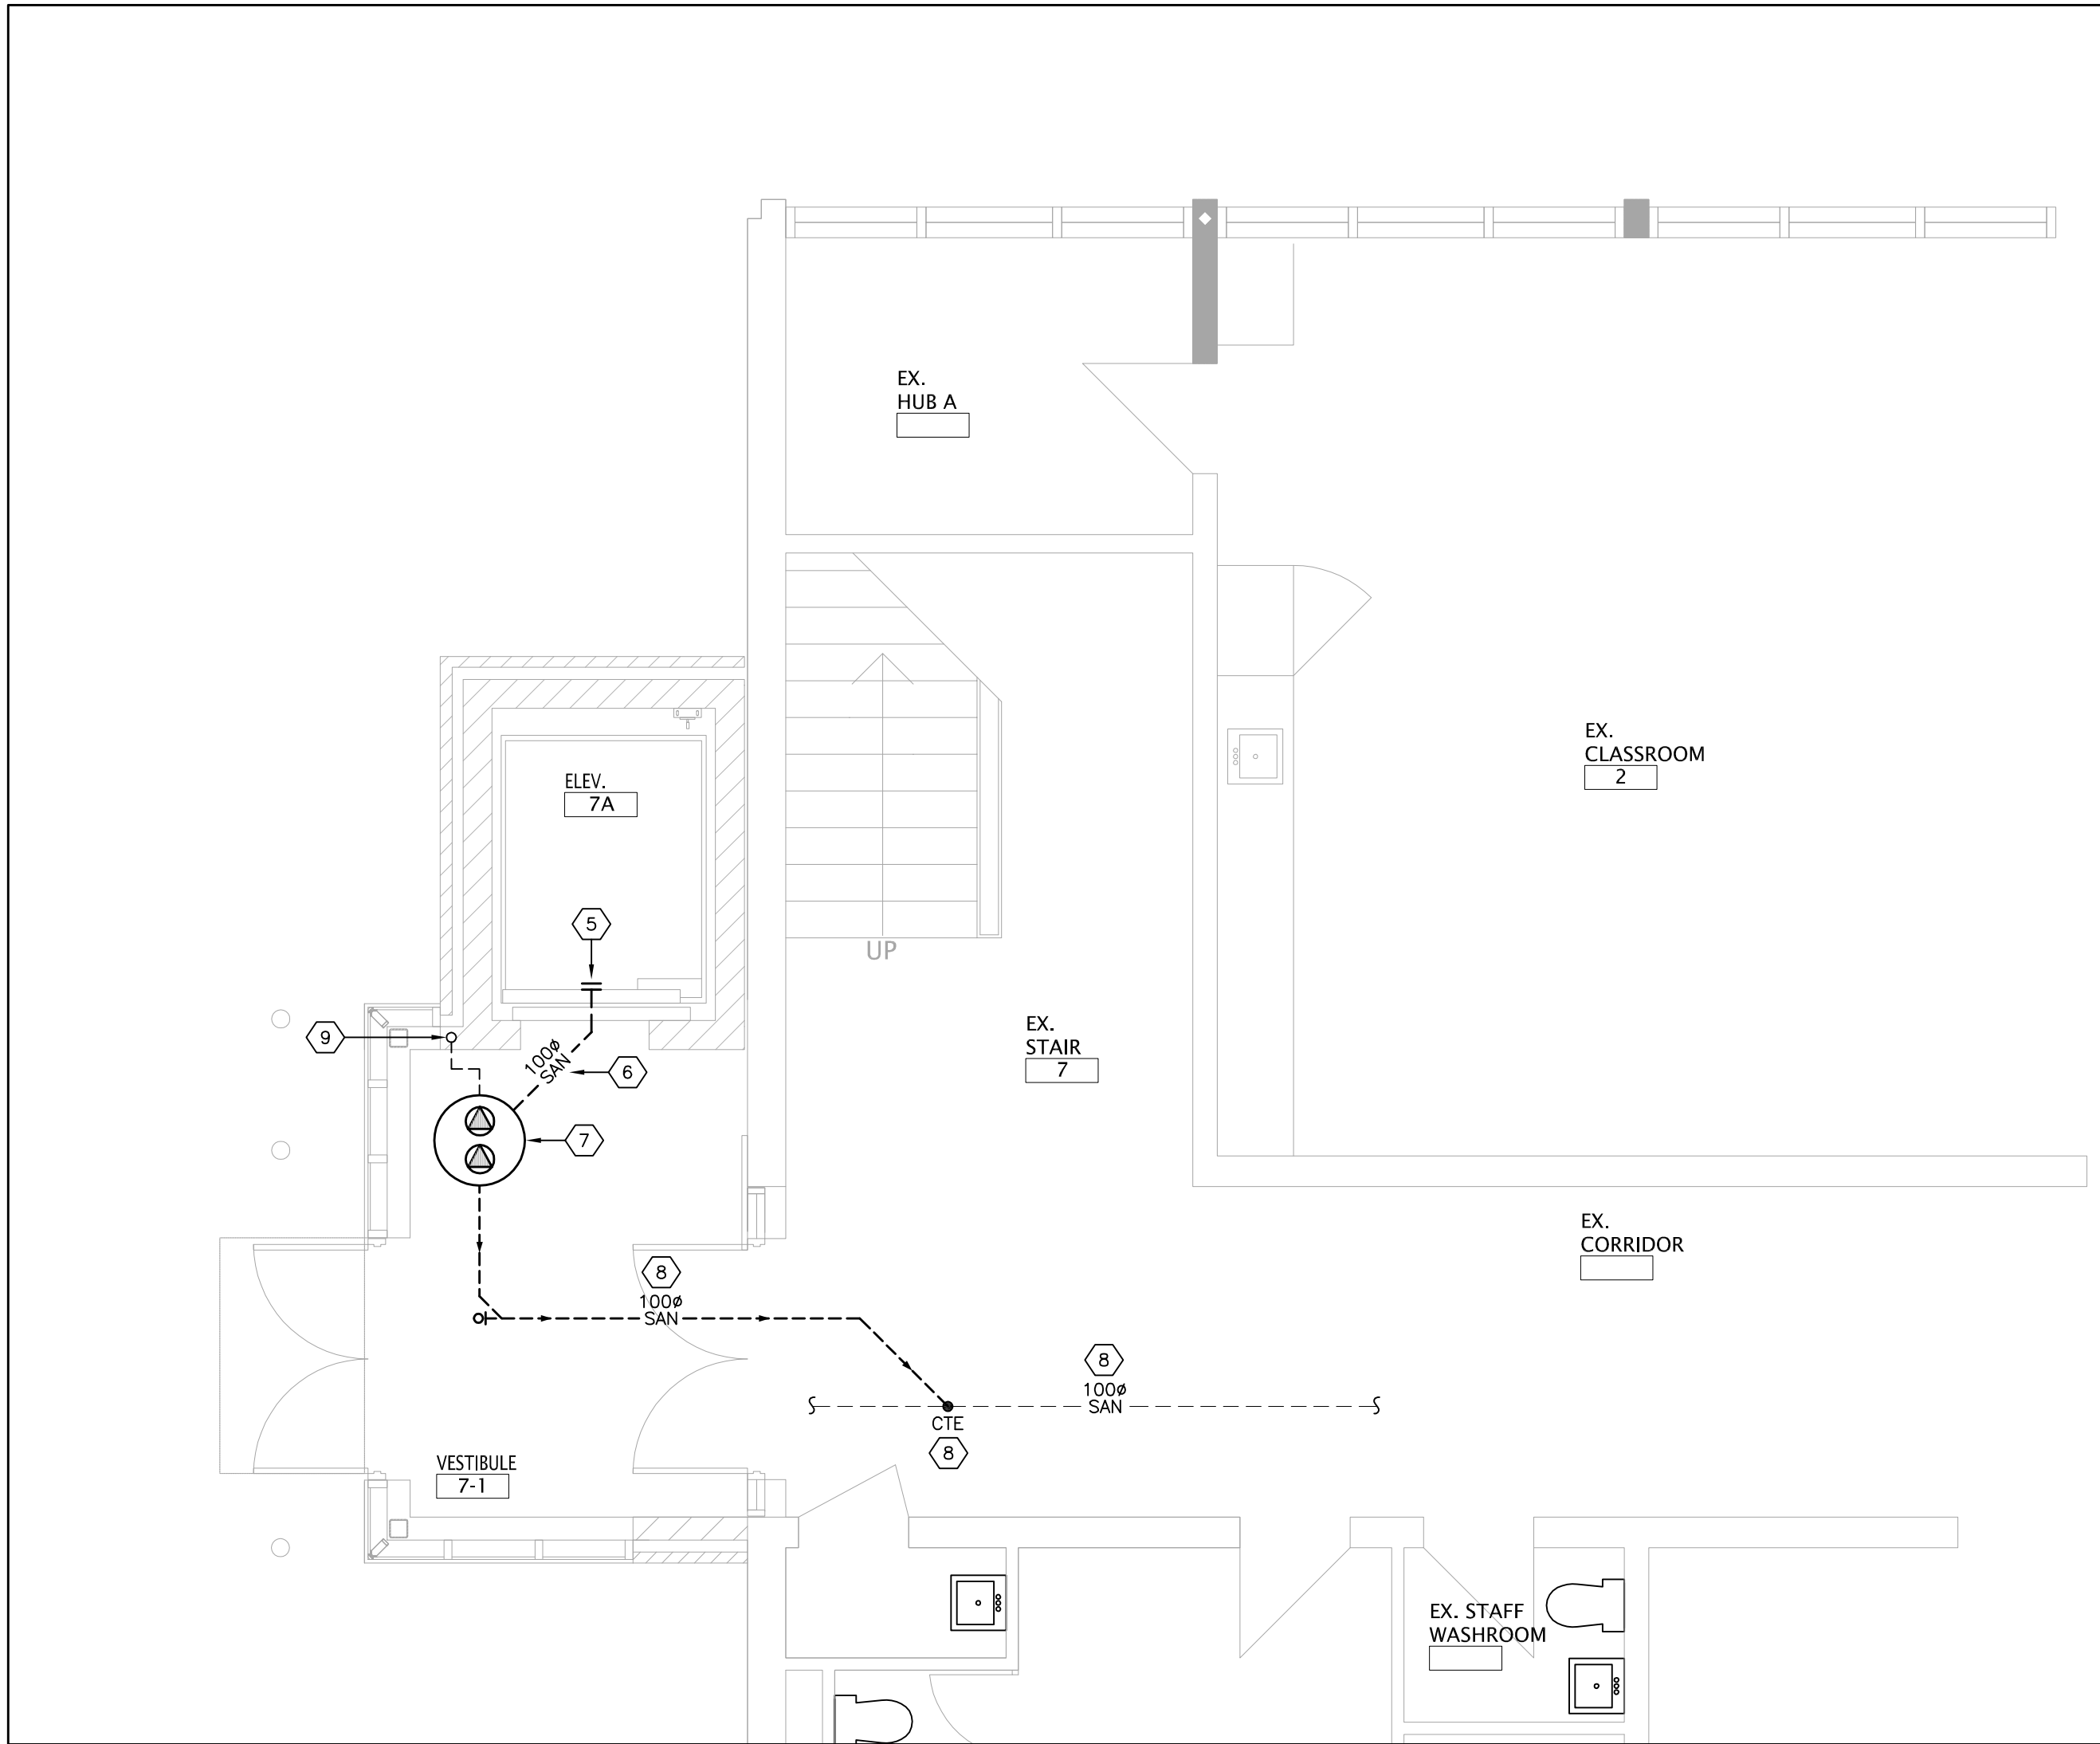 EX.
HUB A
EX.
CLASSROOM
2
ELEV.
7A
5
UP
9
100ø
SAN
6
EX.
STAIR
7
7
EX.
CORRIDOR
8
100ø
SAN
8
100ø
SAN
CTE
8
VESTIBULE
7-1
EX. STAFF
WASHROOM